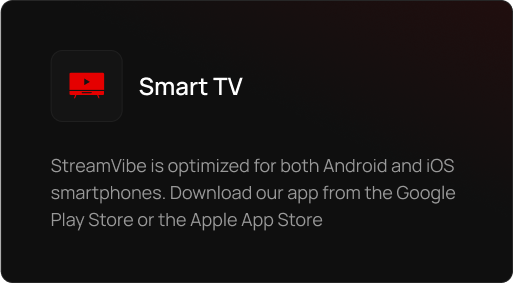 Smart TV
StreamVibe is optimized for both Android and iOS
smartphones. Download our app from the Google
Play Store or the Apple App Store